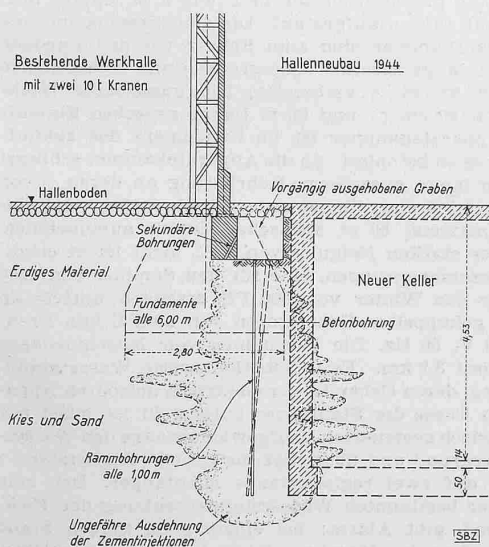 Bestehende Werkhalle
mit zwei 10 t Kranen
Hallenneubau 1944
Hallenboden
Vorgängig ausgehobener Graben
Sekundäre
Bohrungen
Erdiges Material
Neuer Keller
Fundamente
alle 6,00 m
Betonbohrung
4,53
2,80
Kies und Sand
Rammbohrungen
alle 1,00 m
14
50
Ungefähre Ausdehnung
der Zementinjektionen
SBZ